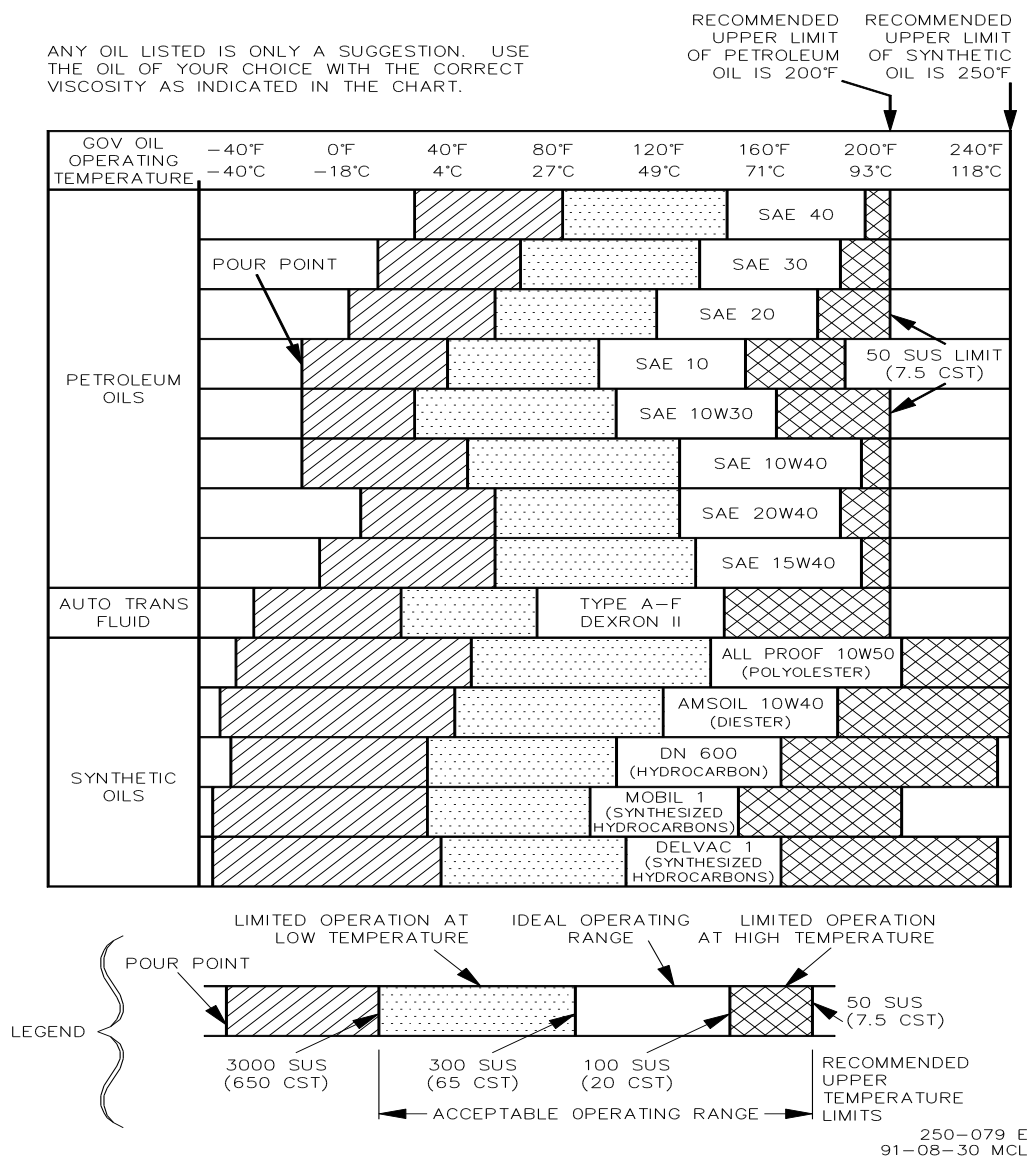 RECOMMENDED
UPPER LIMIT
OF PETROLEUM
OIL IS 200°F
RECOMMENDED
UPPER LIMIT
OF SYNTHETIC
OIL IS 250°F
ANY OIL LISTED IS ONLY A SUGGESTION. USE
THE OIL OF YOUR CHOICE WITH THE CORRECT
VISCOSITY AS INDICATED IN THE CHART.
GOV OIL
OPERATING
TEMPERATURE
−40°F 0°F 40°F 80°F 120°F 160°F 200°F 240°F
−40°C −18°C 4°C 27°C 49°C 71°C 93°C 118°C
PETROLEUM
OILS
SAE 40
POUR POINT
SAE 30
SAE 20
SAE 10
50 SUS LIMIT
(7.5 CST)
SAE 10W30
SAE 10W40
SAE 20W40
SAE 15W40
AUTO TRANS
FLUID
TYPE A−F
DEXRON II
SYNTHETIC
OILS
ALL PROOF 10W50
(POLYOLESTER)
AMSOIL 10W40
(DIESTER)
DN 600
(HYDROCARBON)
MOBIL 1
(SYNTHESIZED
HYDROCARBONS)
DELVAC 1
(SYNTHESIZED
HYDROCARBONS)
LEGEND
POUR POINT
LIMITED OPERATION AT
LOW TEMPERATURE
IDEAL OPERATING
RANGE
LIMITED OPERATION
AT HIGH TEMPERATURE
3000 SUS
(650 CST)
300 SUS
(65 CST)
100 SUS
(20 CST)
50 SUS
(7.5 CST)
RECOMMENDED
UPPER
TEMPERATURE
LIMITS
ACCEPTABLE OPERATING RANGE
250−079 E
91−08−30 MCL